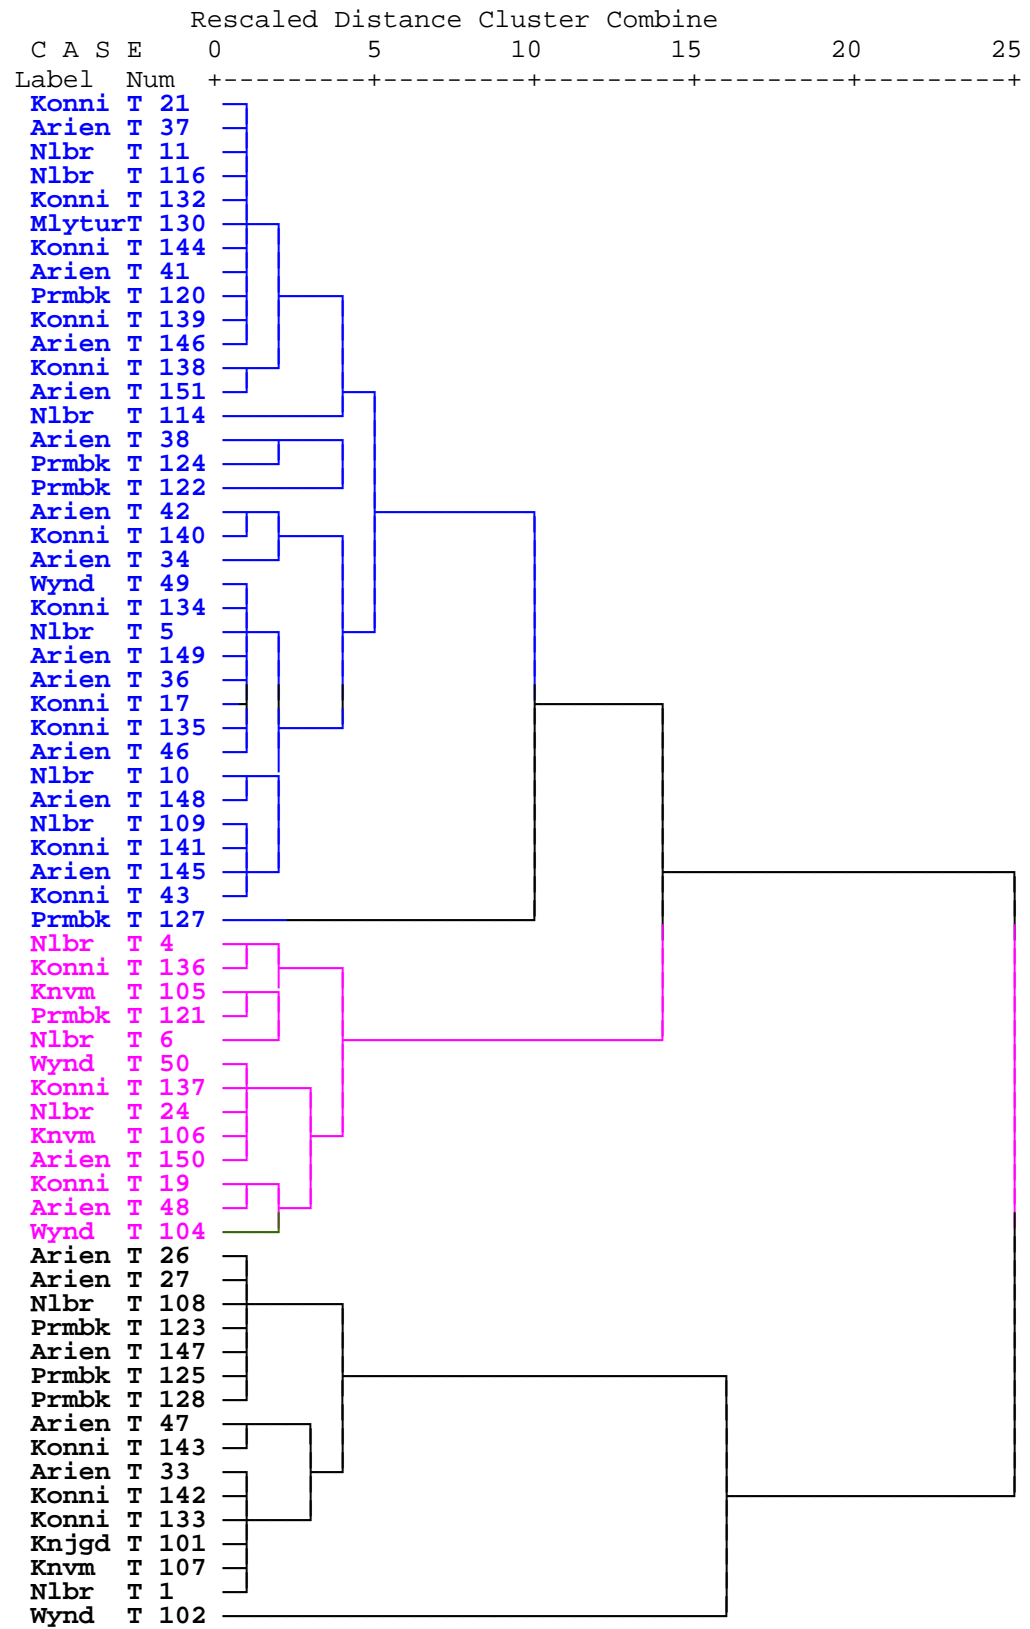 Rescaled Distance Cluster Combine
C A S E 0 5 10 15 20 25
Label Num +---------+---------+---------+---------+---------+
Konni T 21
Arien T 37
Nlbr T 11
Nlbr T 116
Konni T 132
MlyturT 130
Konni T 144
Arien T 41
Prmbk T 120
Konni T 139
Arien T 146
Konni T 138
Arien T 151
Nlbr T 114
Arien T 38
Prmbk T 124
Prmbk T 122
Arien T 42
Konni T 140
Arien T 34
Wynd T 49
Konni T 134
Nlbr T 5
Arien T 149
Arien T 36
Konni T 17
Konni T 135
Arien T 46
Nlbr T 10
Arien T 148
Nlbr T 109
Konni T 141
Arien T 145
Konni T 43
Prmbk T 127
Nlbr T 4
Konni T 136
Knvm T 105
Prmbk T 121
Nlbr T 6
Wynd T 50
Konni T 137
Nlbr T 24
Knvm T 106
Arien T 150
Konni T 19
Arien T 48
Wynd T 104
Arien T 26
Arien T 27
Nlbr T 108
Prmbk T 123
Arien T 147
Prmbk T 125
Prmbk T 128
Arien T 47
Konni T 143
Arien T 33
Konni T 142
Konni T 133
Knjgd T 101
Knvm T 107
Nlbr T 1
Wynd T 102